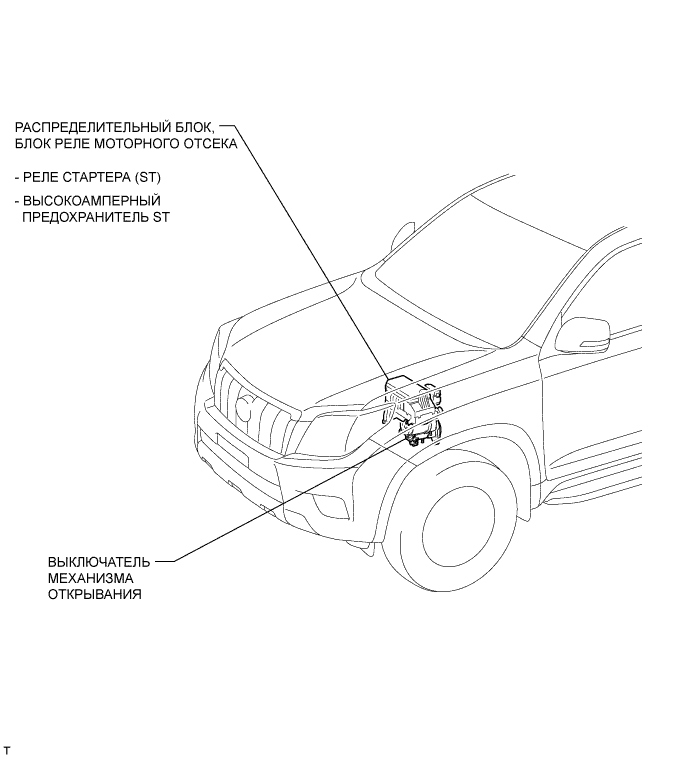 РАСПРЕДЕЛИТЕЛЬНЫЙ БЛОК,
БЛОК РЕЛЕ МОТОРНОГО ОТСЕКА
- РЕЛЕ СТАРТЕРА (ST)
- ВЫСОКОАМПЕРНЫЙ
ПРЕДОХРАНИТЕЛЬ ST
ВЫКЛЮЧАТЕЛЬ
МЕХАНИЗМА
ОТКРЫВАНИЯ
T